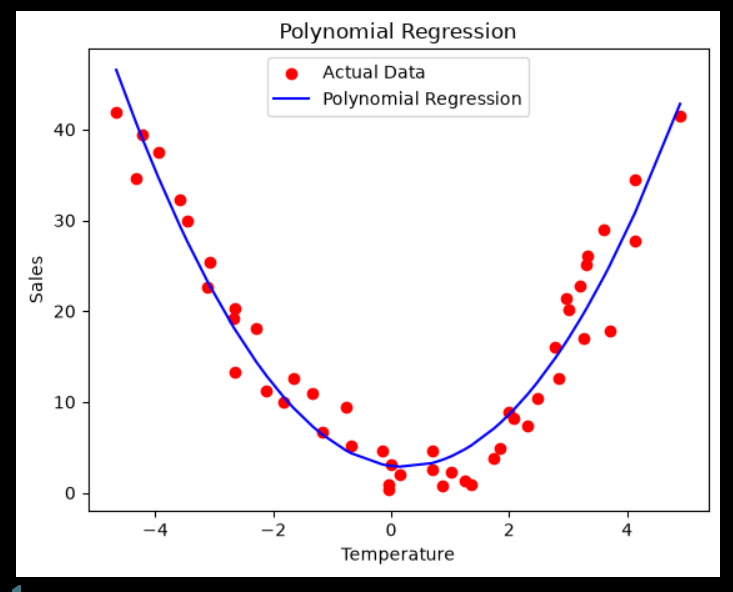 Polynomial Regression
Actual Data
Polynomial Regression
40
30
20
10
0
Sales
−4
−2
0
2
4
Temperature